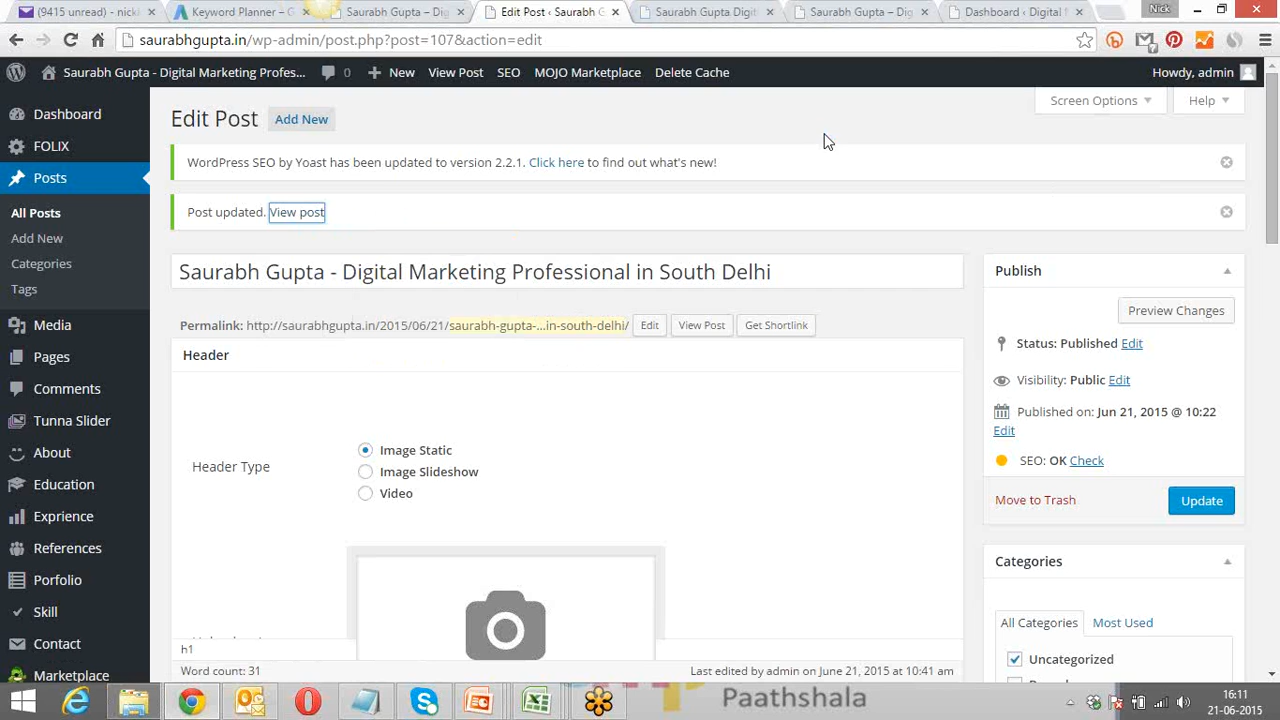 (9415 unread) - nickl
Keyword Planner – G
Saurabh Gupta – Dig
Edit Post ‹ Saurabh G
Saurabh Gupta Digit
Saurabh Gupta – Dig
Dashboard ‹ Digital M
Nick
saurabhgupta.in/wp-admin/post.php?post=107&action=edit
Saurabh Gupta - Digital Marketing Profes...
0
New
View Post
SEO
MOJO Marketplace
Delete Cache
Howdy, admin
Dashboard
FOLIX
Posts
All Posts
Add New
Categories
Tags
Media
Pages
Comments
Tunna Slider
About
Education
Exprience
References
Porfolio
Skill
Contact
Marketplace
Edit Post
Add New
Screen Options
Help
WordPress SEO by Yoast has been updated to version 2.2.1. Click here to find out what's new!
Post updated. View post
Saurabh Gupta - Digital Marketing Professional in South Delhi
Permalink: http://saurabhgupta.in/2015/06/21/saurabh-gupta-...in-south-delhi/
Edit
View Post
Get Shortlink
Header
Header Type
Image Static
Image Slideshow
Video
h1
Word count: 31
Last edited by admin on June 21, 2015 at 10:41 am
Publish
Preview Changes
Status: Published Edit
Visibility: Public Edit
Published on: Jun 21, 2015 @ 10:22
Edit
SEO: OK Check
Move to Trash
Update
Categories
All Categories
Most Used
Uncategorized
Paathshala
16:11
21-06-2015